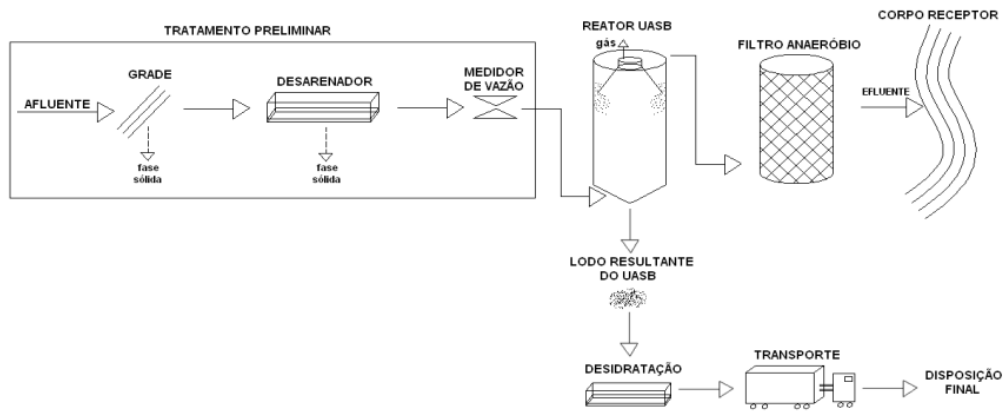 TRATAMENTO PRELIMINAR
AFLUENTE
GRADE
fase
sólida
DESARENADOR
fase
sólida
MEDIDOR
DE VAZÃO
REATOR UASB
gás
FILTRO ANAERÓBIO
EFLUENTE
CORPO RECEPTOR
LODO RESULTANTE
DO UASB
DESIDRATAÇÃO
TRANSPORTE
DISPOSIÇÃO
FINAL